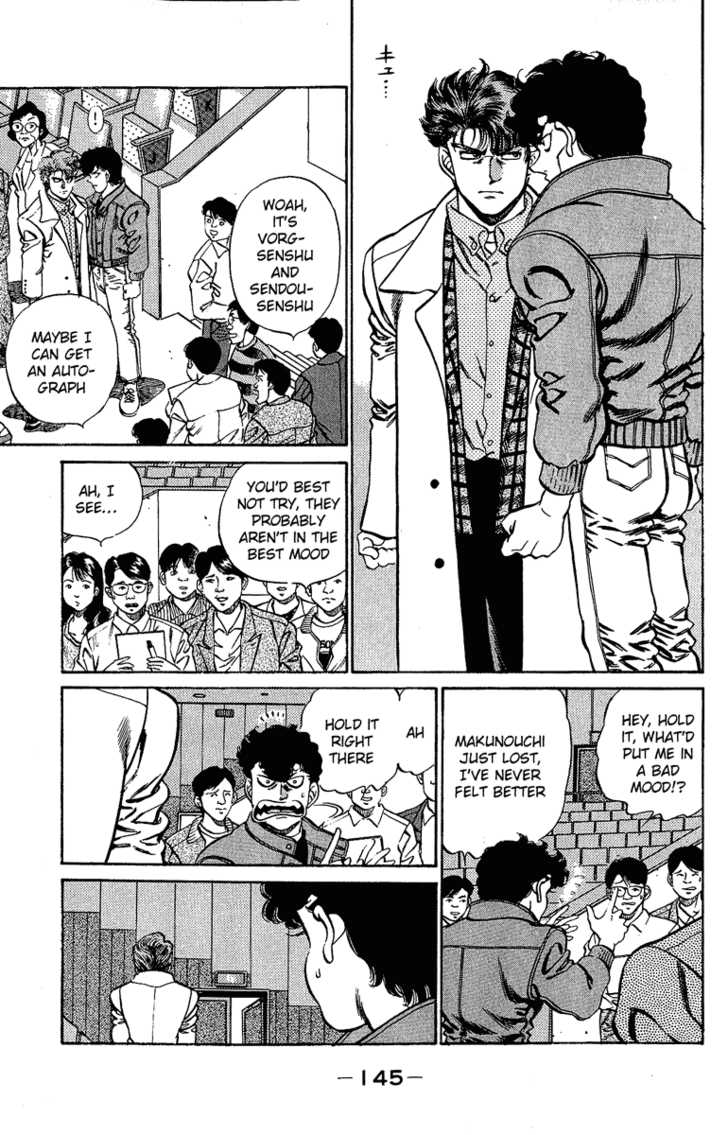 キュ…
!
WOAH,
IT'S
VORG-
SENSHU
AND
SENDOU-
SENSHU
MAYBE I
CAN GET
AN AUTO-
GRAPH
YOU'D BEST
NOT TRY, THEY
PROBABLY
AREN'T IN THE
BEST MOOD
AH, I
SEE...
HEY, HOLD
IT, WHAT'D
PUT ME IN
A BAD
MOOD!?
MAKUNOUCHI
JUST LOST,
I'VE NEVER
FELT BETTER
AH
HOLD IT
RIGHT
THERE
–145–